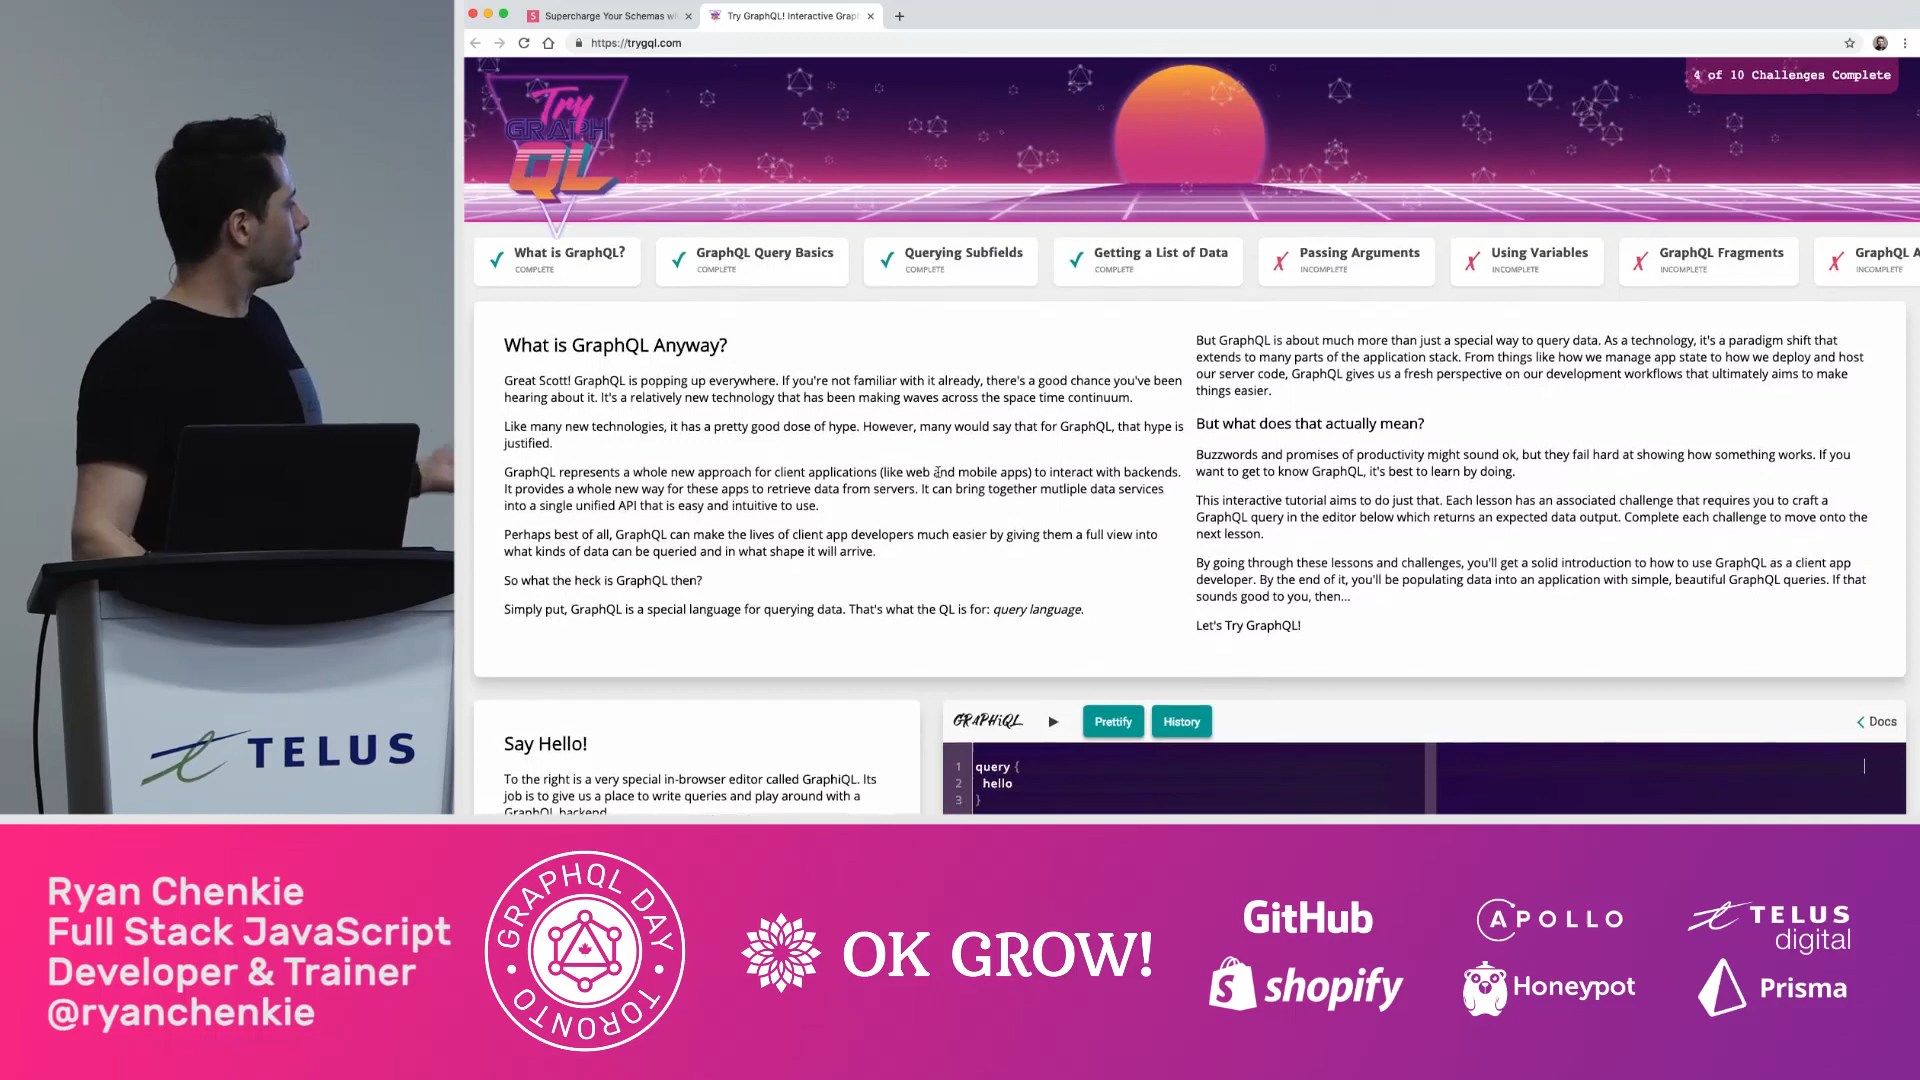 Supercharge Your Schemas wi
Try GraphQL! Interactive Grap
https://trygql.com
Try
GRAPH
QL
4 of 10 Challenges Complete
What is GraphQL?
COMPLETE
GraphQL Query Basics
COMPLETE
Querying Subfields
COMPLETE
Getting a List of Data
COMPLETE
Passing Arguments
INCOMPLETE
Using Variables
INCOMPLETE
GraphQL Fragments
INCOMPLETE
GraphQL A
INCOMPLETE
What is GraphQL Anyway?
Great Scott! GraphQL is popping up everywhere. If you're not familiar with it already, there's a good chance you've been
hearing about it. It's a relatively new technology that has been making waves across the space time continuum.
Like many new technologies, it has a pretty good dose of hype. However, many would say that for GraphQL, that hype is
justified.
GraphQL represents a whole new approach for client applications (like web and mobile apps) to interact with backends.
It provides a whole new way for these apps to retrieve data from servers. It can bring together mutliple data services
into a single unified API that is easy and intuitive to use.
Perhaps best of all, GraphQL can make the lives of client app developers much easier by giving them a full view into
what kinds of data can be queried and in what shape it will arrive.
So what the heck is GraphQL then?
Simply put, GraphQL is a special language for querying data. That's what the QL is for: query language.
But GraphQL is about much more than just a special way to query data. As a technology, it's a paradigm shift that
extends to many parts of the application stack. From things like how we manage app state to how we deploy and host
our server code, GraphQL gives us a fresh perspective on our development workflows that ultimately aims to make
things easier.
But what does that actually mean?
Buzzwords and promises of productivity might sound ok, but they fail hard at showing how something works. If you
want to get to know GraphQL, it's best to learn by doing.
This interactive tutorial aims to do just that. Each lesson has an associated challenge that requires you to craft a
GraphQL query in the editor below which returns an expected data output. Complete each challenge to move onto the
next lesson.
By going through these lessons and challenges, you'll get a solid introduction to how to use GraphQL as a client app
developer. By the end of it, you'll be populating data into an application with simple, beautiful GraphQL queries. If that
sounds good to you, then...
Let's Try GraphQL!
Say Hello!
To the right is a very special in-browser editor called GraphiQL. Its
job is to give us a place to write queries and play around with a
GraphQL backend.
GRAPHiQL
Prettify
History
Docs
1 query {
2 hello
3 }
TELUS
Ryan Chenkie
Full Stack JavaScript
Developer & Trainer
@ryanchenkie
GRAPHQL DAY
TORONTO
OK GROW!
GitHub
APOLLO
TELUS
digital
shopify
Honeypot
Prisma